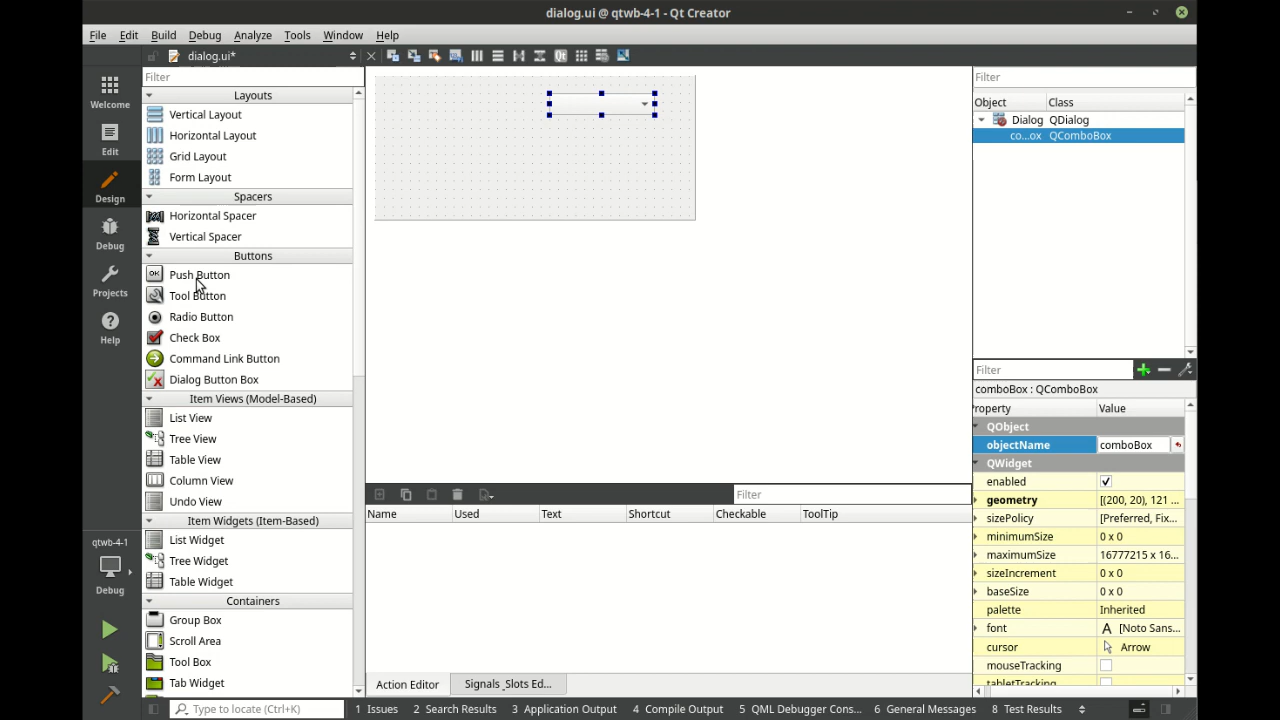 dialog.ui @ qtwb-4-1 - Qt Creator
File Edit Build Debug Analyze Tools Window Help
dialog.ui*
Filter
Welcome
Edit
Design
Debug
Projects
Help
qtwb-4-1
Debug
Layouts
Vertical Layout
Horizontal Layout
Grid Layout
Form Layout
Spacers
Horizontal Spacer
Vertical Spacer
Buttons
Push Button
Tool Button
Radio Button
Check Box
Command Link Button
Dialog Button Box
Item Views (Model-Based)
List View
Tree View
Table View
Column View
Undo View
Item Widgets (Item-Based)
List Widget
Tree Widget
Table Widget
Containers
Group Box
Scroll Area
Tool Box
Tab Widget
Filter
Name Used Text Shortcut Checkable ToolTip
Action Editor Signals _Slots Ed...
Filter
Object Class
Dialog QDialog
co...ox QComboBox
Filter
comboBox : QComboBox
Property Value
QObject
objectName comboBox
QWidget
enabled
geometry [(200, 20), 121 ...
sizePolicy [Preferred, Fix...
minimumSize 0 x 0
maximumSize 16777215 x 16...
sizeIncrement 0 x 0
baseSize 0 x 0
palette Inherited
font A [Noto Sans...
cursor Arrow
mouseTracking
tabletTracking
Type to locate (Ctrl+K) 1 Issues 2 Search Results 3 Application Output 4 Compile Output 5 QML Debugger Cons... 6 General Messages 8 Test Results